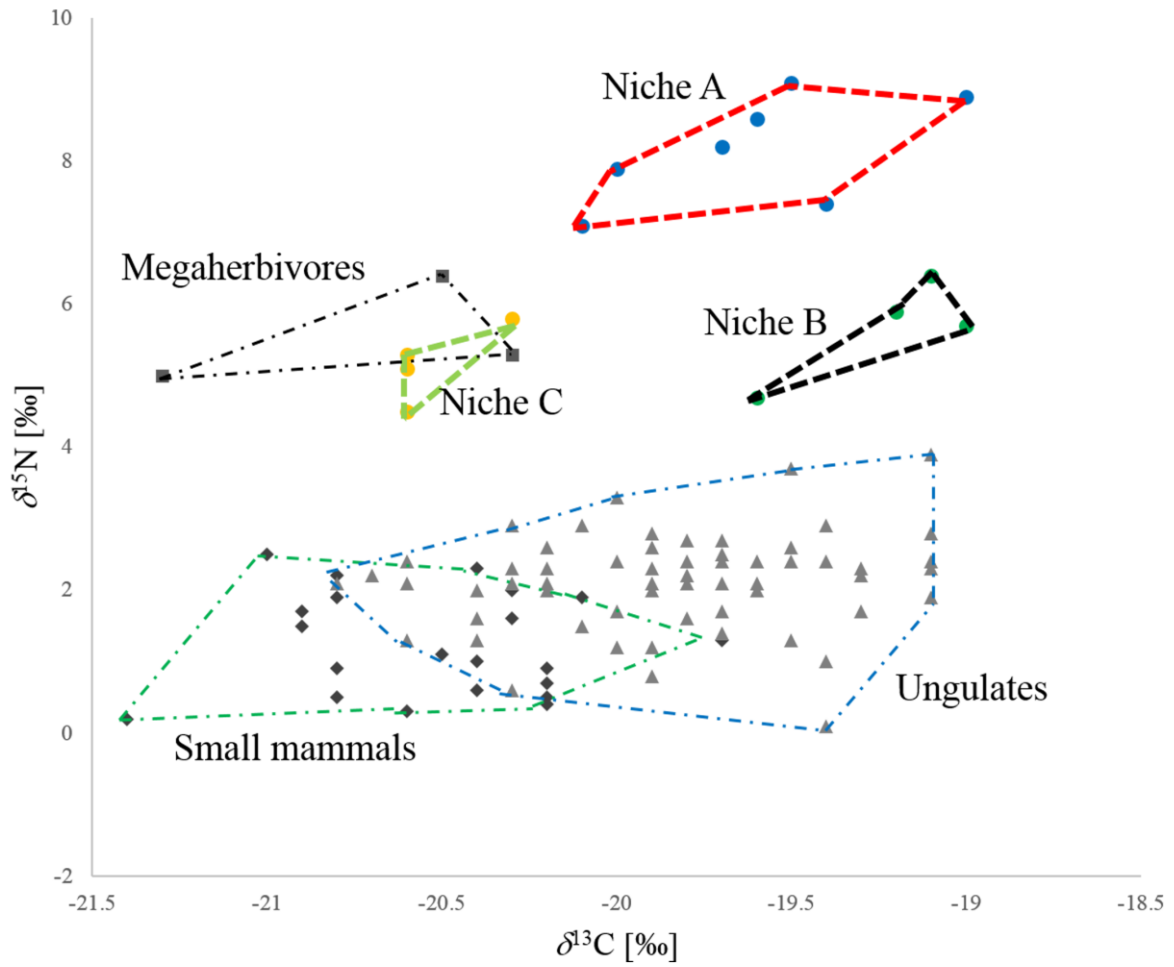 10
Niche A
8
Megaherbivores
6
Niche B
Niche C
δ¹⁵N [‰]
4
2
Ungulates
0
Small mammals
-2
-21.5 -21 -20.5 -20 -19.5 -19 -18.5
δ¹³C [‰]